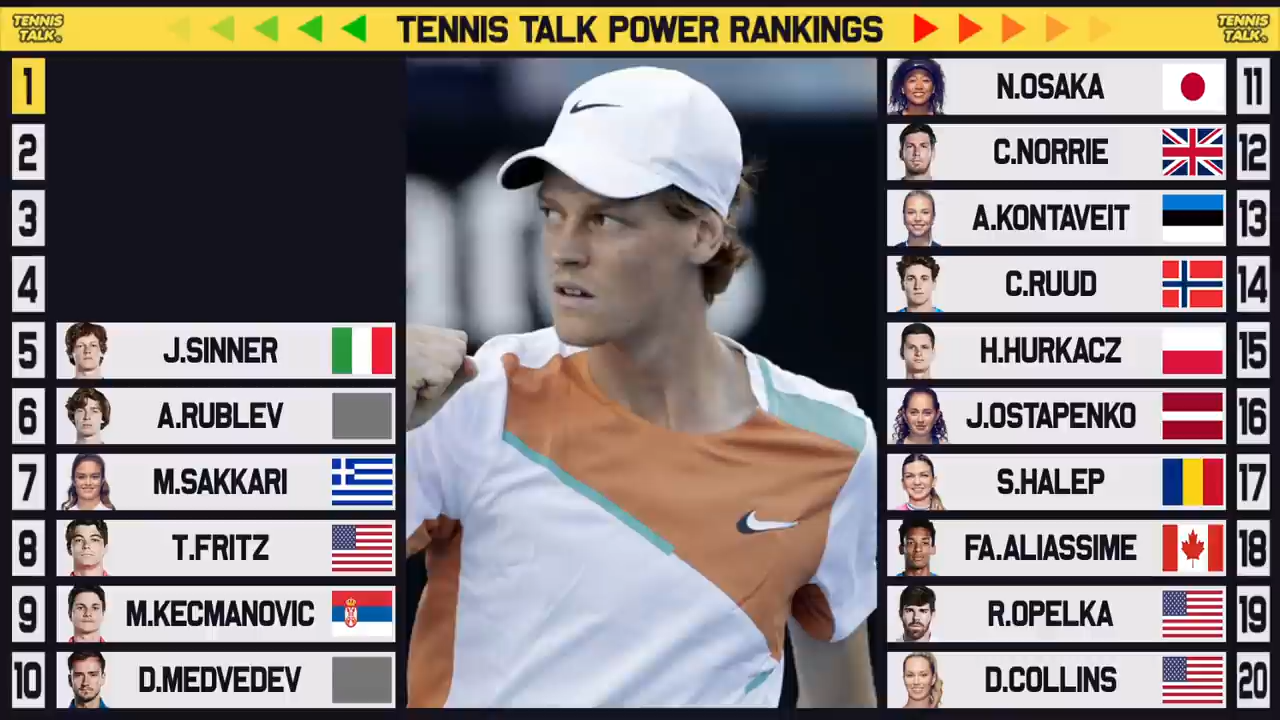 TENNIS TALK POWER RANKINGS
TENNIS
TALK
TENNIS
TALK
1
2
3
4
5 J.SINNER
6 A.RUBLEV
7 M.SAKKARI
8 T.FRITZ
9 M.KECMANOVIC
10 D.MEDVEDEV
N.OSAKA 11
C.NORRIE 12
A.KONTAVEIT 13
C.RUUD 14
H.HURKACZ 15
J.OSTAPENKO 16
S.HALEP 17
FA.ALIASSIME 18
R.OPELKA 19
D.COLLINS 20